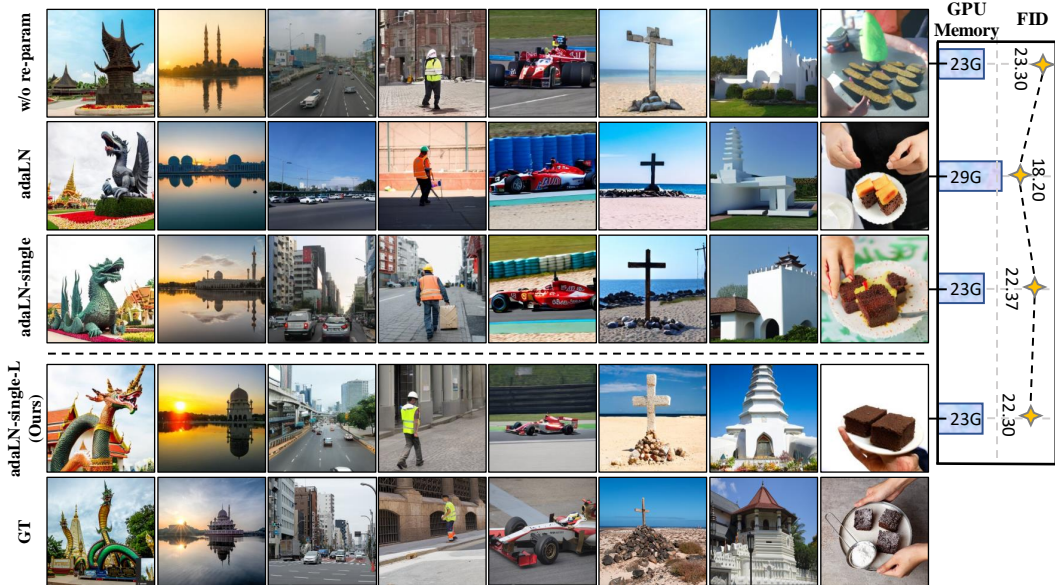 GPU
Memory
FID
w/o re-param
23G
23.30
adaLN
29G
18.20
adaLN-single
23G
22.37
adaLN-single-L
(Ours)
23G
22.30
GT